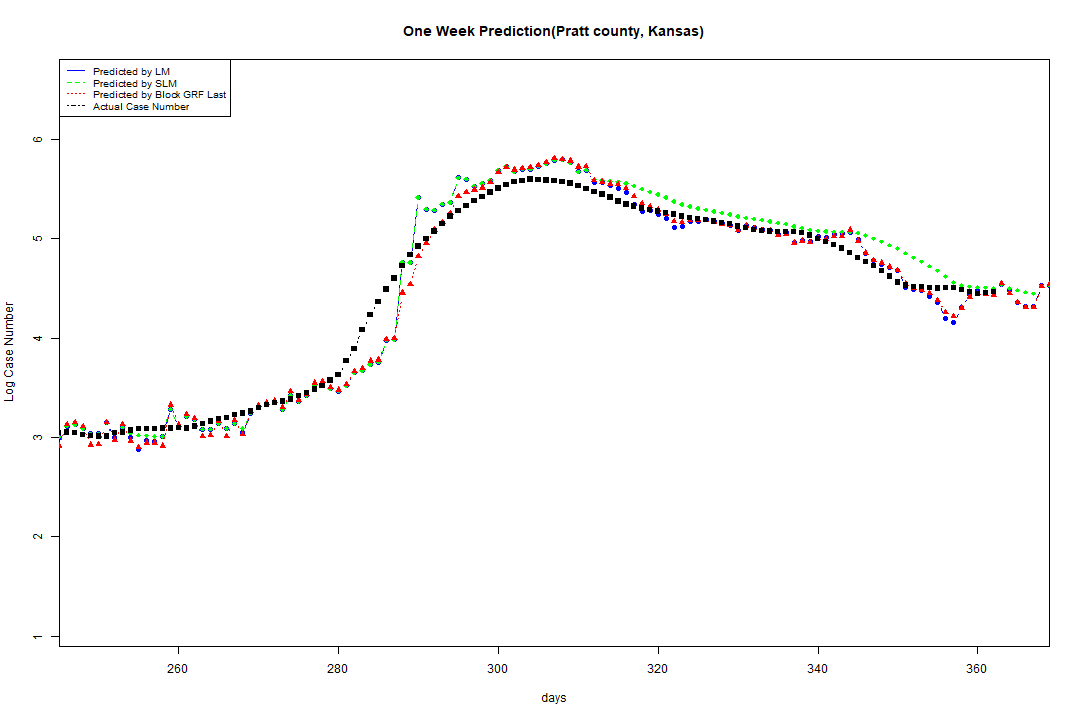 One Week Prediction(Pratt county, Kansas)
Predicted by LM
Predicted by SLM
Predicted by Block GRF Last
Actual Case Number
6
5
4
3
2
1
Log Case Number
260 280 300 320 340 360
days